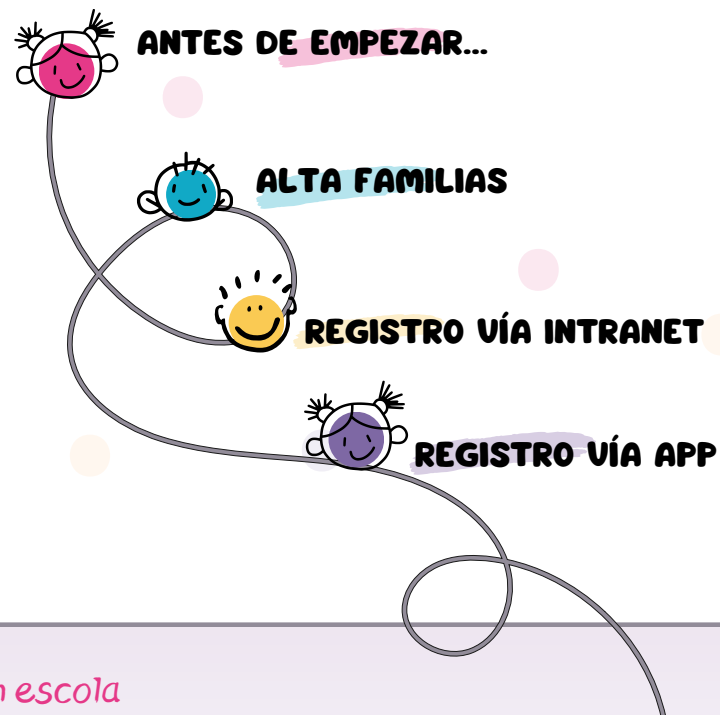 ANTES DE EMPEZAR...
ALTA FAMILIAS
REGISTRO VÍA INTRANET
REGISTRO VÍA APP
escola